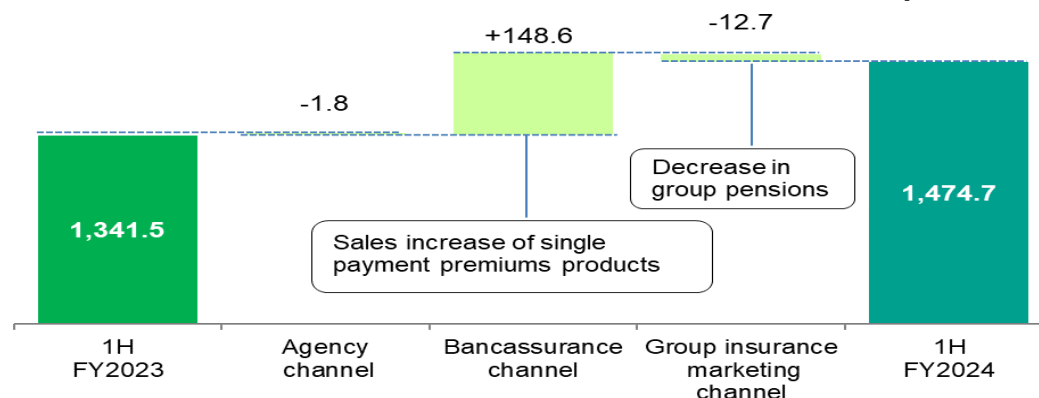 -12.7
+148.6
-1.8
Decrease in
group pensions
1,474.7
1,341.5
Sales increase of single
payment premiums products
1H
FY2023
Agency
channel
Bancassurance
channel
Group insurance
marketing
channel
1H
FY2024